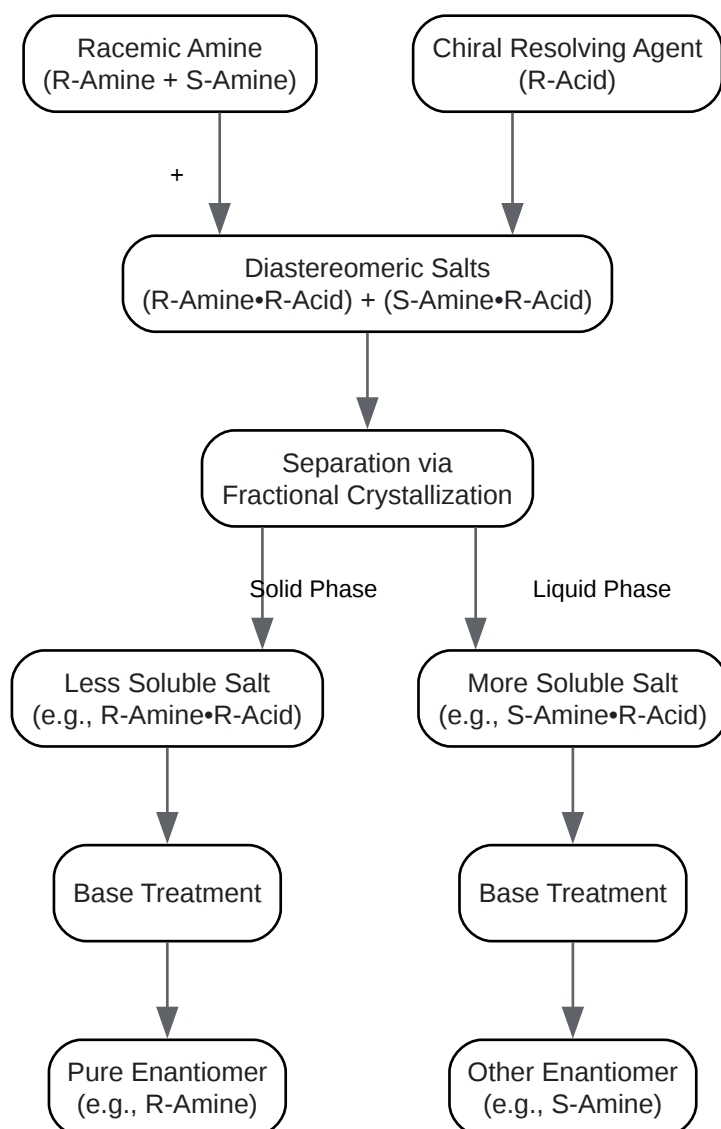 Racemic Amine
(R-Amine + S-Amine)
Chiral Resolving Agent
(R-Acid)
+
Diastereomeric Salts
(R-Amine•R-Acid) + (S-Amine•R-Acid)
Separation via
Fractional Crystallization
Solid Phase
Liquid Phase
Less Soluble Salt
(e.g., R-Amine•R-Acid)
More Soluble Salt
(e.g., S-Amine•R-Acid)
Base Treatment
Base Treatment
Pure Enantiomer
(e.g., R-Amine)
Other Enantiomer
(e.g., S-Amine)